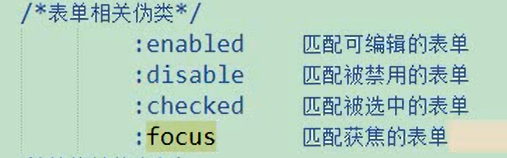 /*表单相关伪类*/
:enabled 匹配可编辑的表单
:disable 匹配被禁用的表单
:checked 匹配被选中的表单
:focus 匹配获焦的表单